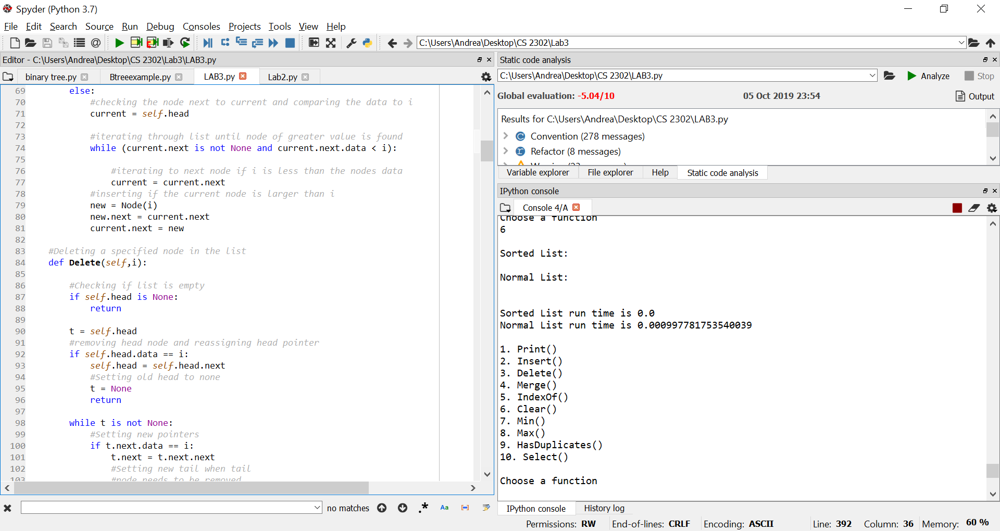 Spyder (Python 3.7)
File Edit Search Source Run Debug Consoles Projects Tools View Help
C:\Users\Andrea\Desktop\CS 2302\Lab3
Editor - C:\Users\Andrea\Desktop\CS 2302\Lab3\LAB3.py
binary tree.py Btreeexample.py LAB3.py Lab2.py
69 else:
70 #checking the node next to current and comparing the data to i
71 current = self.head
72
73 #iterating through list until node of greater value is found
74 while (current.next is not None and current.next.data < i):
75
76 #iterating to next node if i is less than the nodes data
77 current = current.next
78 #inserting if the current node is larger than i
79 new = Node(i)
80 new.next = current.next
81 current.next = new
82
83 #Deleting a specified node in the list
84 def Delete(self,i):
85
86 #Checking if list is empty
87 if self.head is None:
88 return
89
90 t = self.head
91 #removing head node and reassigning head pointer
92 if self.head.data == i:
93 self.head = self.head.next
94 #Setting old head to none
95 t = None
96 return
97
98 while t is not None:
99 #Setting new pointers
100 if t.next.data == i:
101 t.next = t.next.next
102 #Setting new tail when tail
103 #node needs to be removed
no matches
.* Aa
Static code analysis
C:\Users\Andrea\Desktop\CS 2302\LAB3.py Analyze Stop
Global evaluation: -5.04/10 05 Oct 2019 23:54 Output
Results for C:\Users\Andrea\Desktop\CS 2302\LAB3.py
Convention (278 messages)
Refactor (8 messages)
Variable explorer File explorer Help Static code analysis
IPython console
Console 4/A
Choose a function
6
Sorted List:
Normal List:
Sorted List run time is 0.0
Normal List run time is 0.000997781753540039
1. Print()
2. Insert()
3. Delete()
4. Merge()
5. IndexOf()
6. Clear()
7. Min()
8. Max()
9. HasDuplicates()
10. Select()
Choose a function
IPython console History log
Permissions: RW End-of-lines: CRLF Encoding: ASCII Line: 392 Column: 36 Memory: 60 %